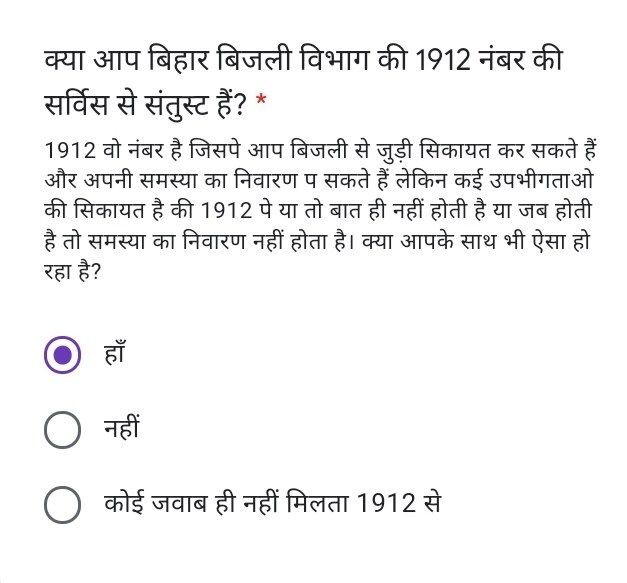 क्या आप बिहार बिजली विभाग की 1912 नंबर की
सर्विस से संतुस्ट हैं? *
1912 वो नंबर है जिसपे आप बिजली से जुड़ी सिकायत कर सकते हैं
और अपनी समस्या का निवारण प सकते हैं लेकिन कई उपभीगताओ
की सिकायत है की 1912 पे या तो बात ही नहीं होती है या जब होती
है तो समस्या का निवारण नहीं होता है। क्या आपके साथ भी ऐसा हो
रहा है?
हाँ
नहीं
कोई जवाब ही नहीं मिलता 1912 से